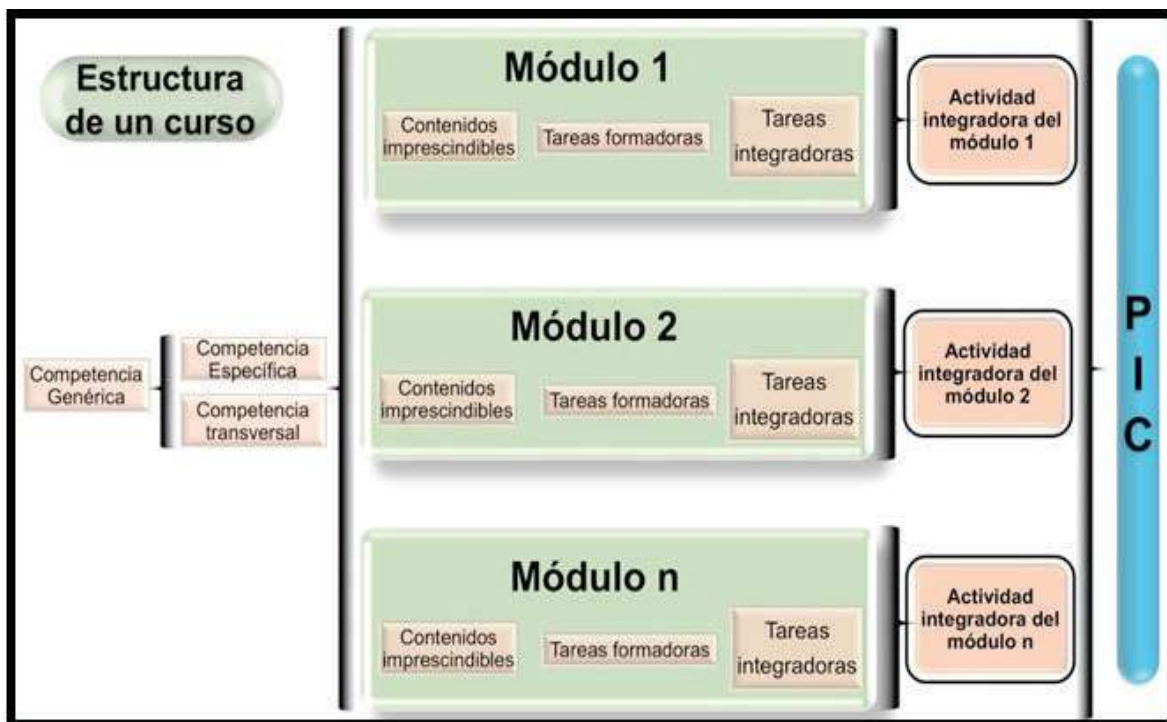 Estructura
de un curso
Competencia
Genérica
Competencia
Específica
Competencia
transversal
Módulo 1
Contenidos
imprescindibles
Tareas formadoras
Tareas
integradoras
Actividad
integradora del
módulo 1
Módulo 2
Contenidos
imprescindibles
Tareas formadoras
Tareas
integradoras
Actividad
integradora del
módulo 2
Módulo n
Contenidos
imprescindibles
Tareas formadoras
Tareas
integradoras
Actividad
integradora del
módulo n
P
I
C